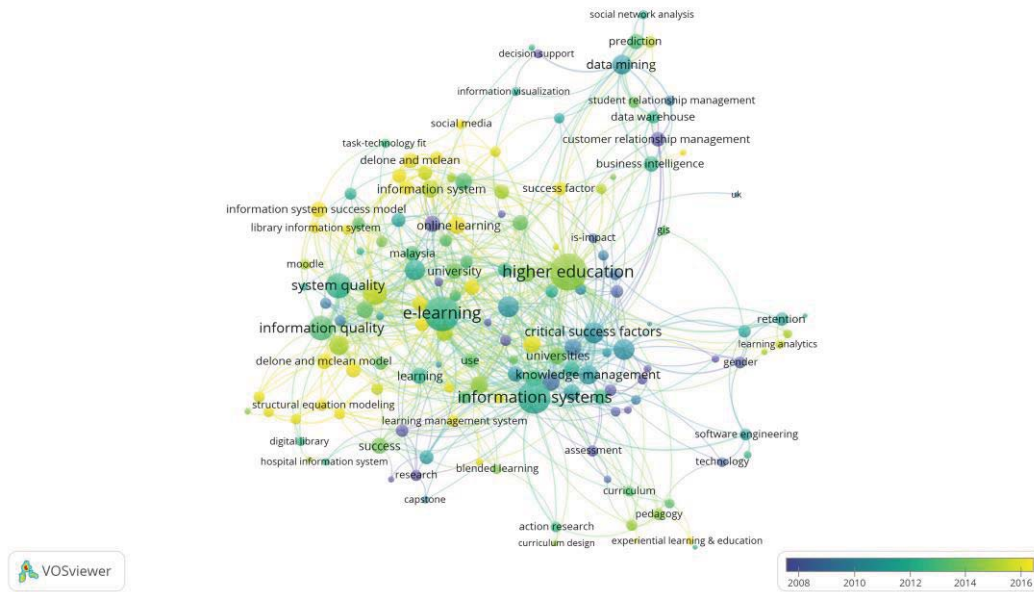 social network analysis
prediction
decision support
data mining
information visualization
student relationship management
data warehouse
social media
customer relationship management
task-technology fit
delone and mclean
business intelligence
information system
success factor
uk
information system success model
library information system
online learning
gis
is-impact
malaysia
moodle
university
higher education
system quality
e-learning
retention
information quality
critical success factors
learning analytics
universities
delone and mclean model
use
gender
learning
knowledge management
information systems
structural equation modeling
learning management system
software engineering
digital library
success
assessment
hospital information system
research
blended learning
technology
capstone
curriculum
pedagogy
action research
curriculum design
experiential learning & education
VOSviewer
2008 2010 2012 2014 2016